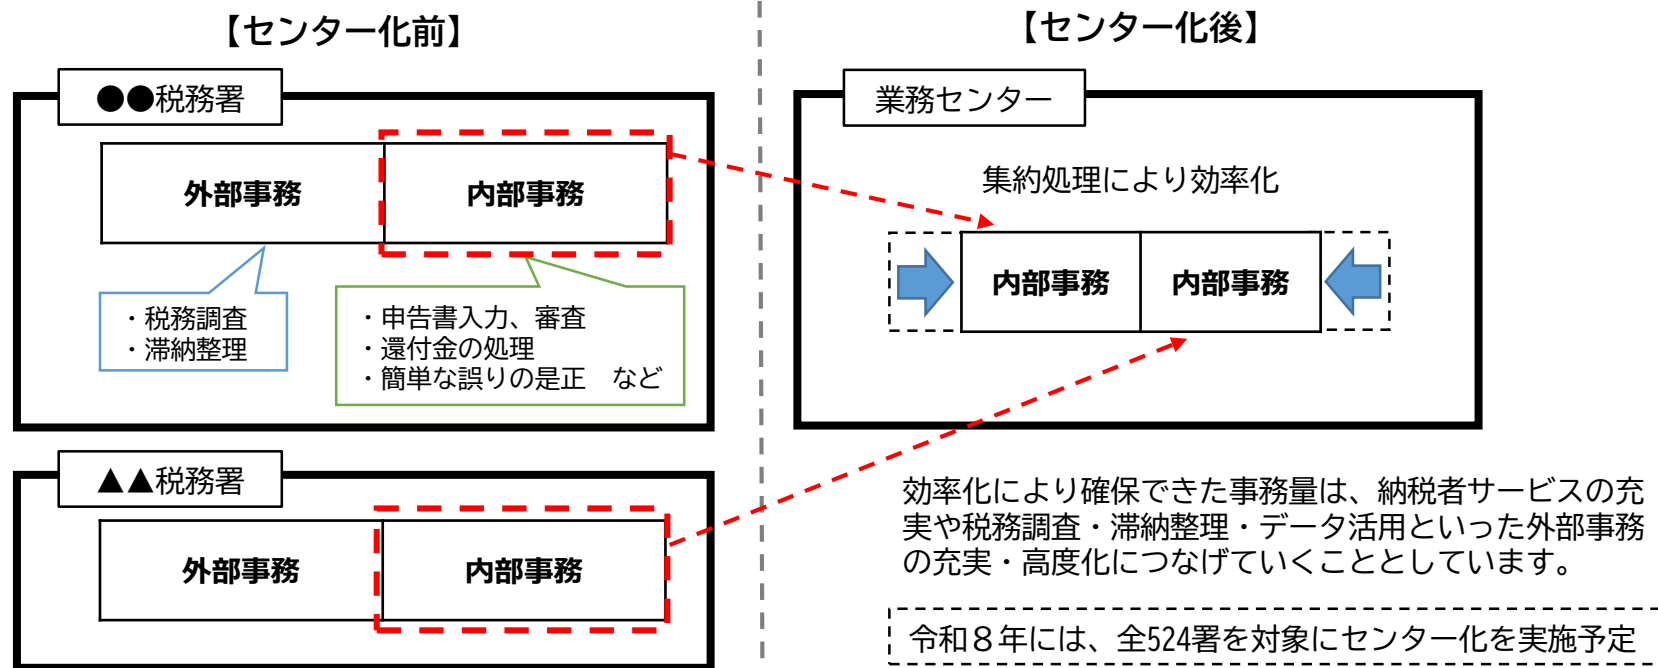 【センター化前】
●●税務署
外部事務
内部事務
・税務調査
・滞納整理
・申告書入力、審査
・還付金の処理
・簡単な誤りの是正　など
▲▲税務署
外部事務
内部事務
【センター化後】
業務センター
集約処理により効率化
内部事務
内部事務
効率化により確保できた事務量は、納税者サービスの充
実や税務調査・滞納整理・データ活用といった外部事務
の充実・高度化につなげていくこととしています。
令和８年には、全524署を対象にセンター化を実施予定